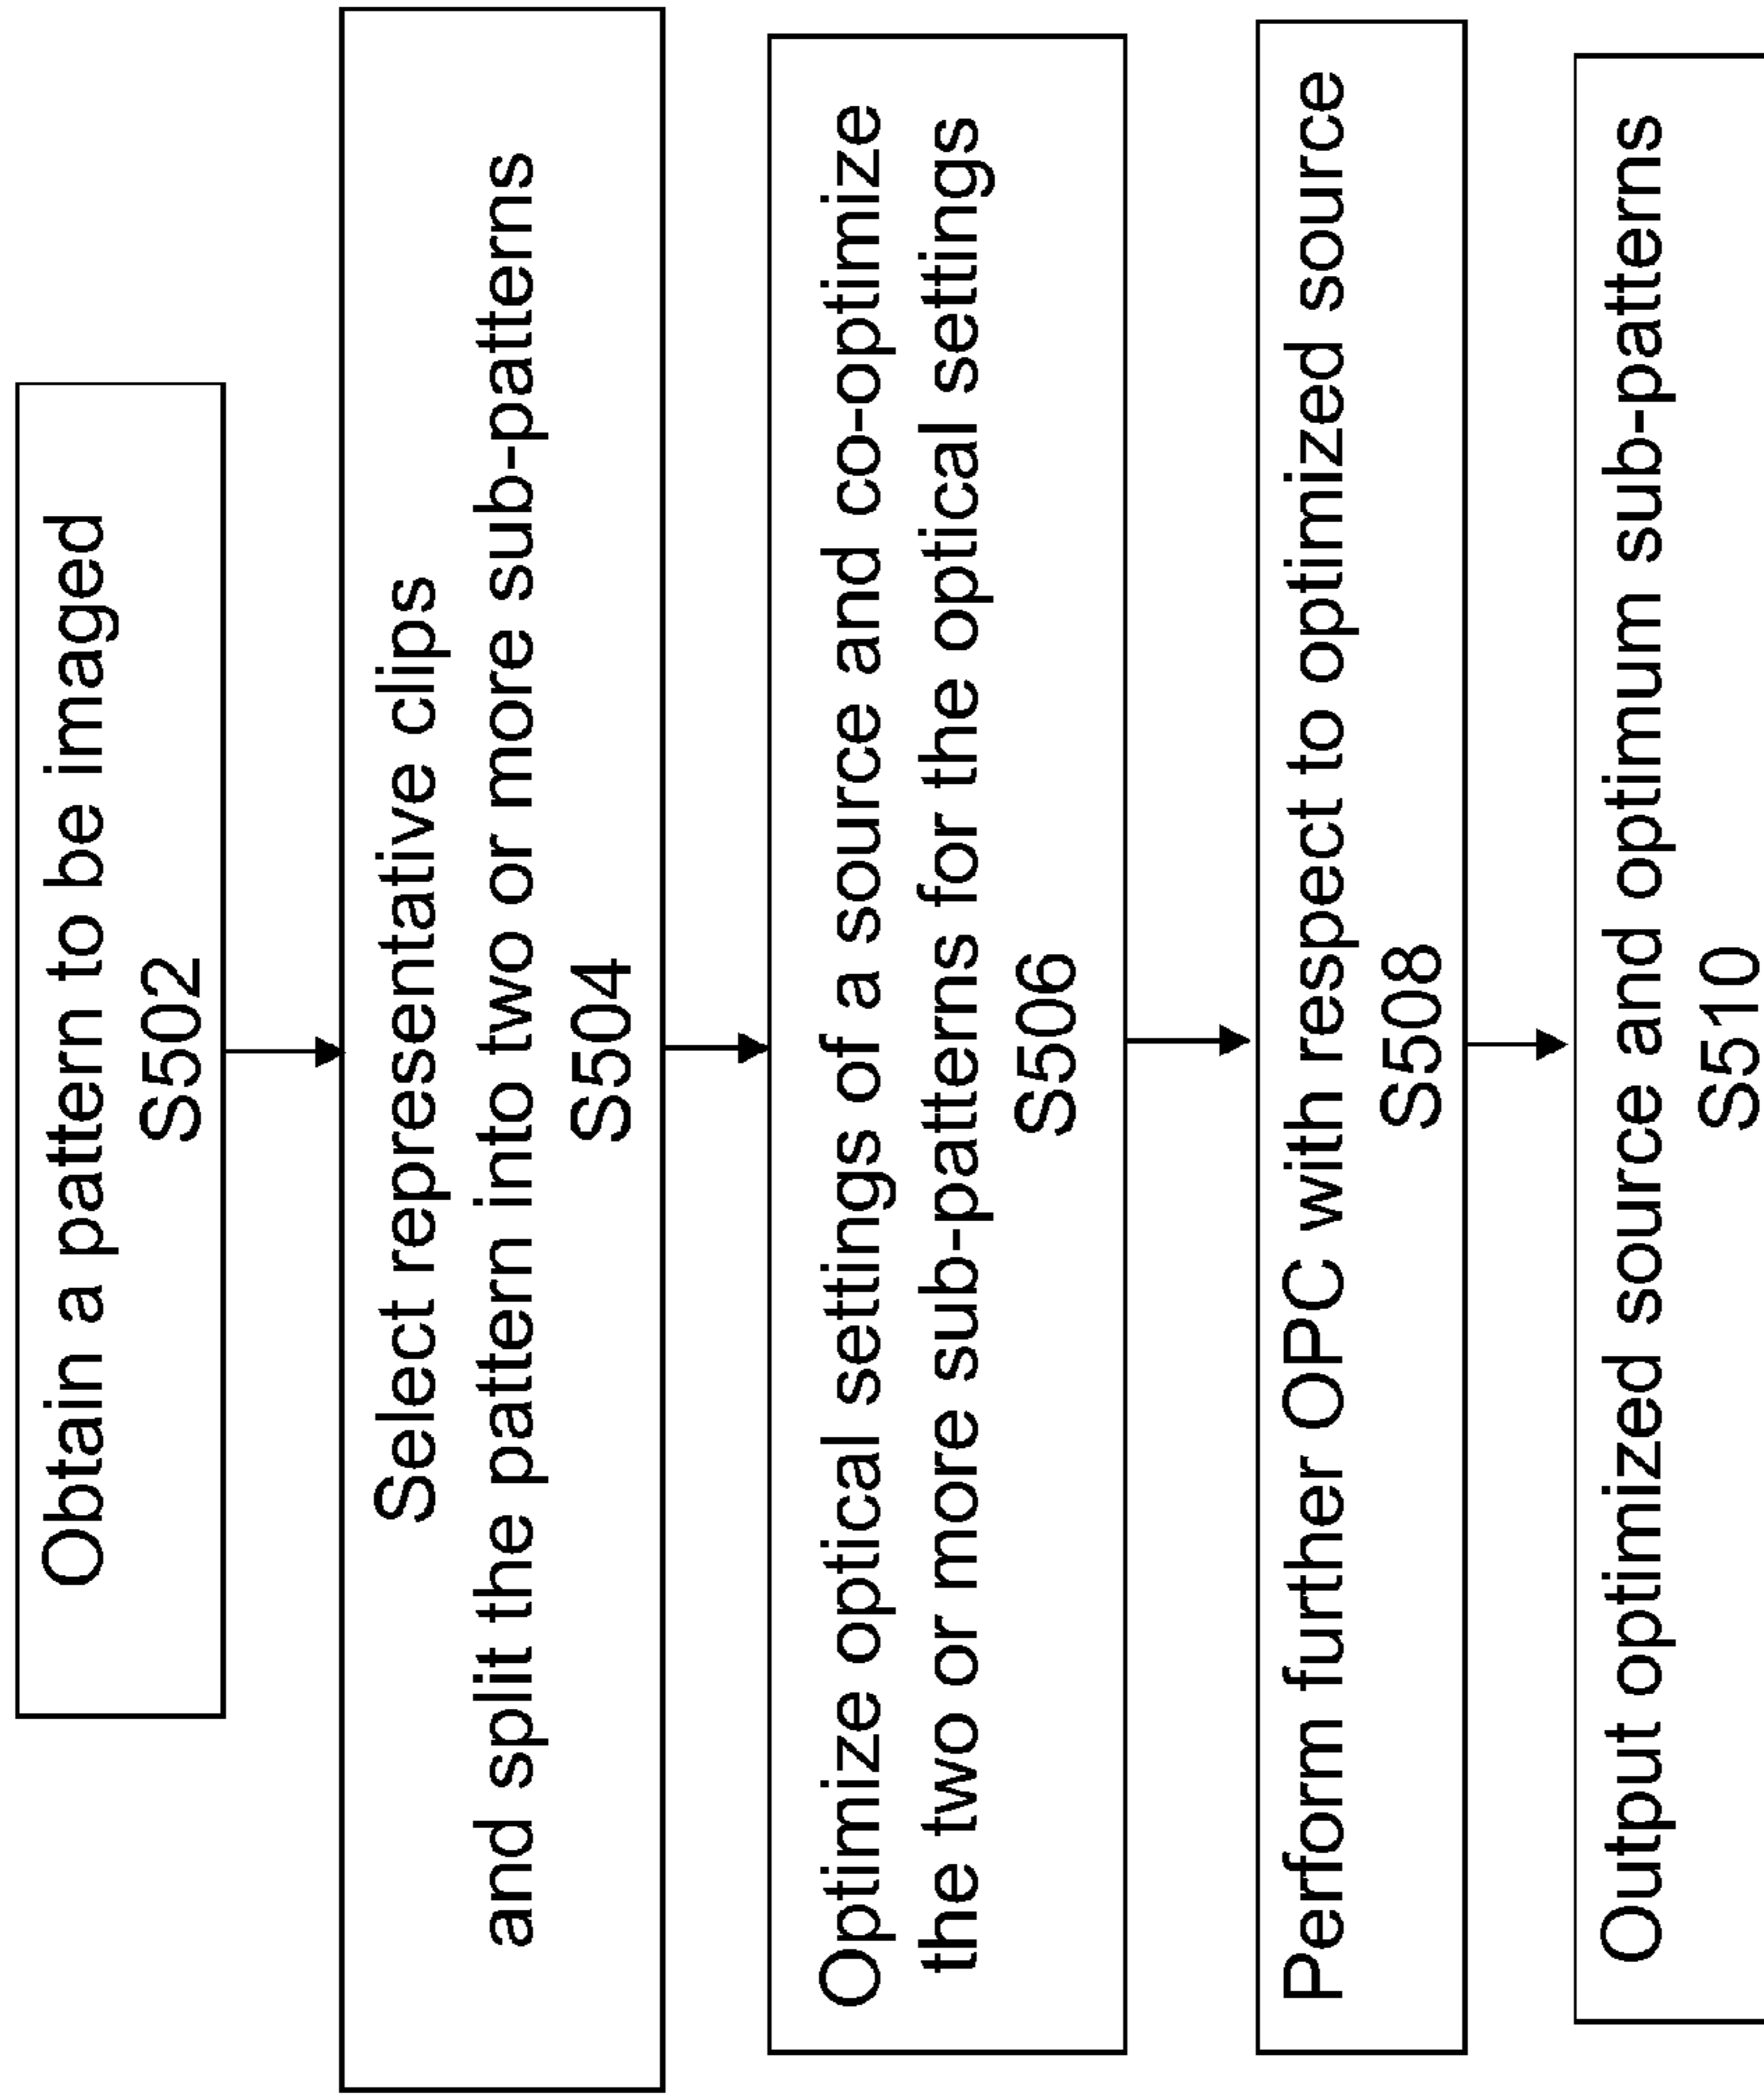 Obtain a pattern to be imaged
S502
Select representative clips
and split the pattern into two or more sub-patterns
S504
Optimize optical settings of a source and co-optimize
the two or more sub-patterns for the optical settings
S506
Perform further OPC with respect to optimized source
S508
Output optimized source and optimum sub-patterns
S510